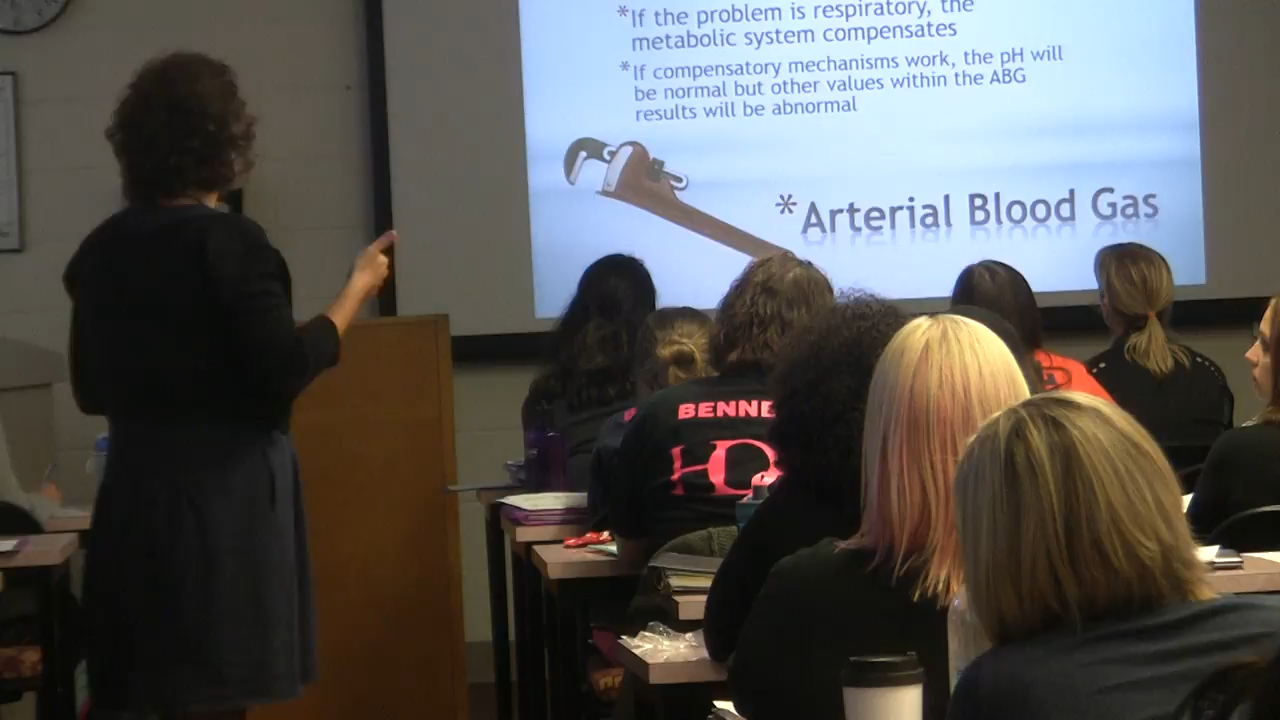 *If the problem is respiratory, the
metabolic system compensates
*If compensatory mechanisms work, the pH will
be normal but other values within the ABG
results will be abnormal
*Arterial Blood Gas
BENNE